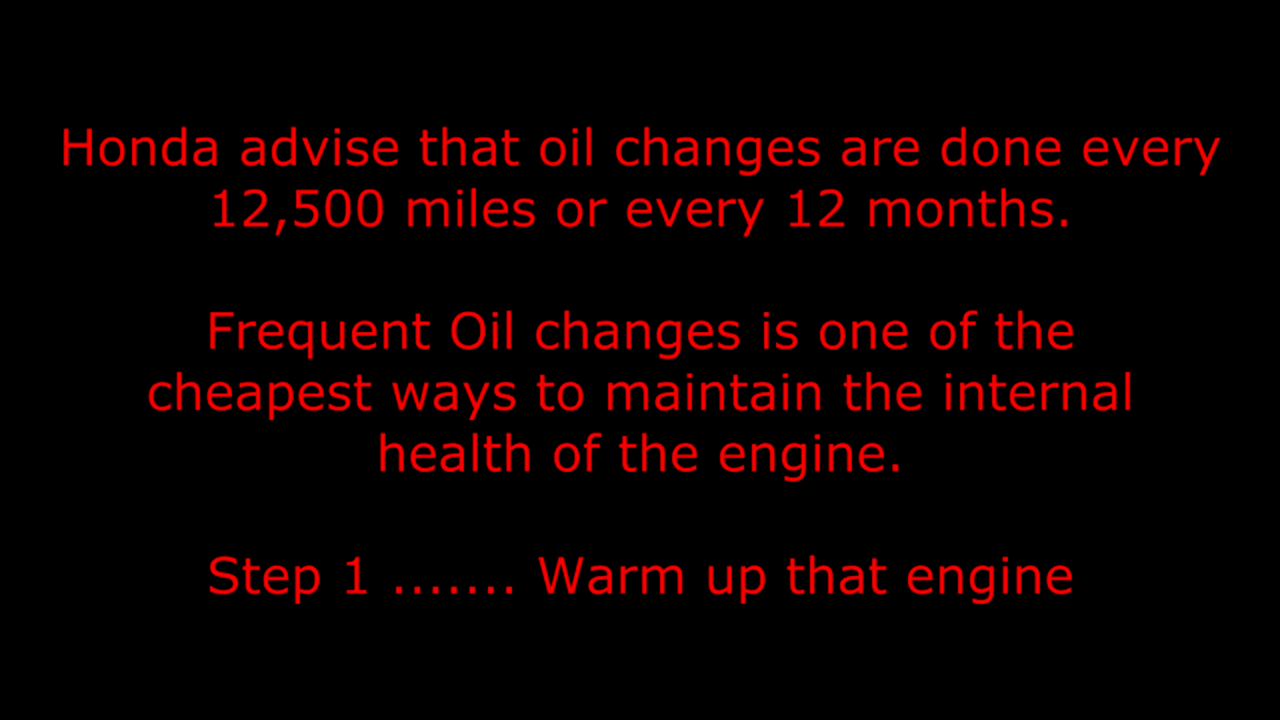 Honda advise that oil changes are done every
12,500 miles or every 12 months.
Frequent Oil changes is one of the
cheapest ways to maintain the internal
health of the engine.
Step 1 ....... Warm up that engine